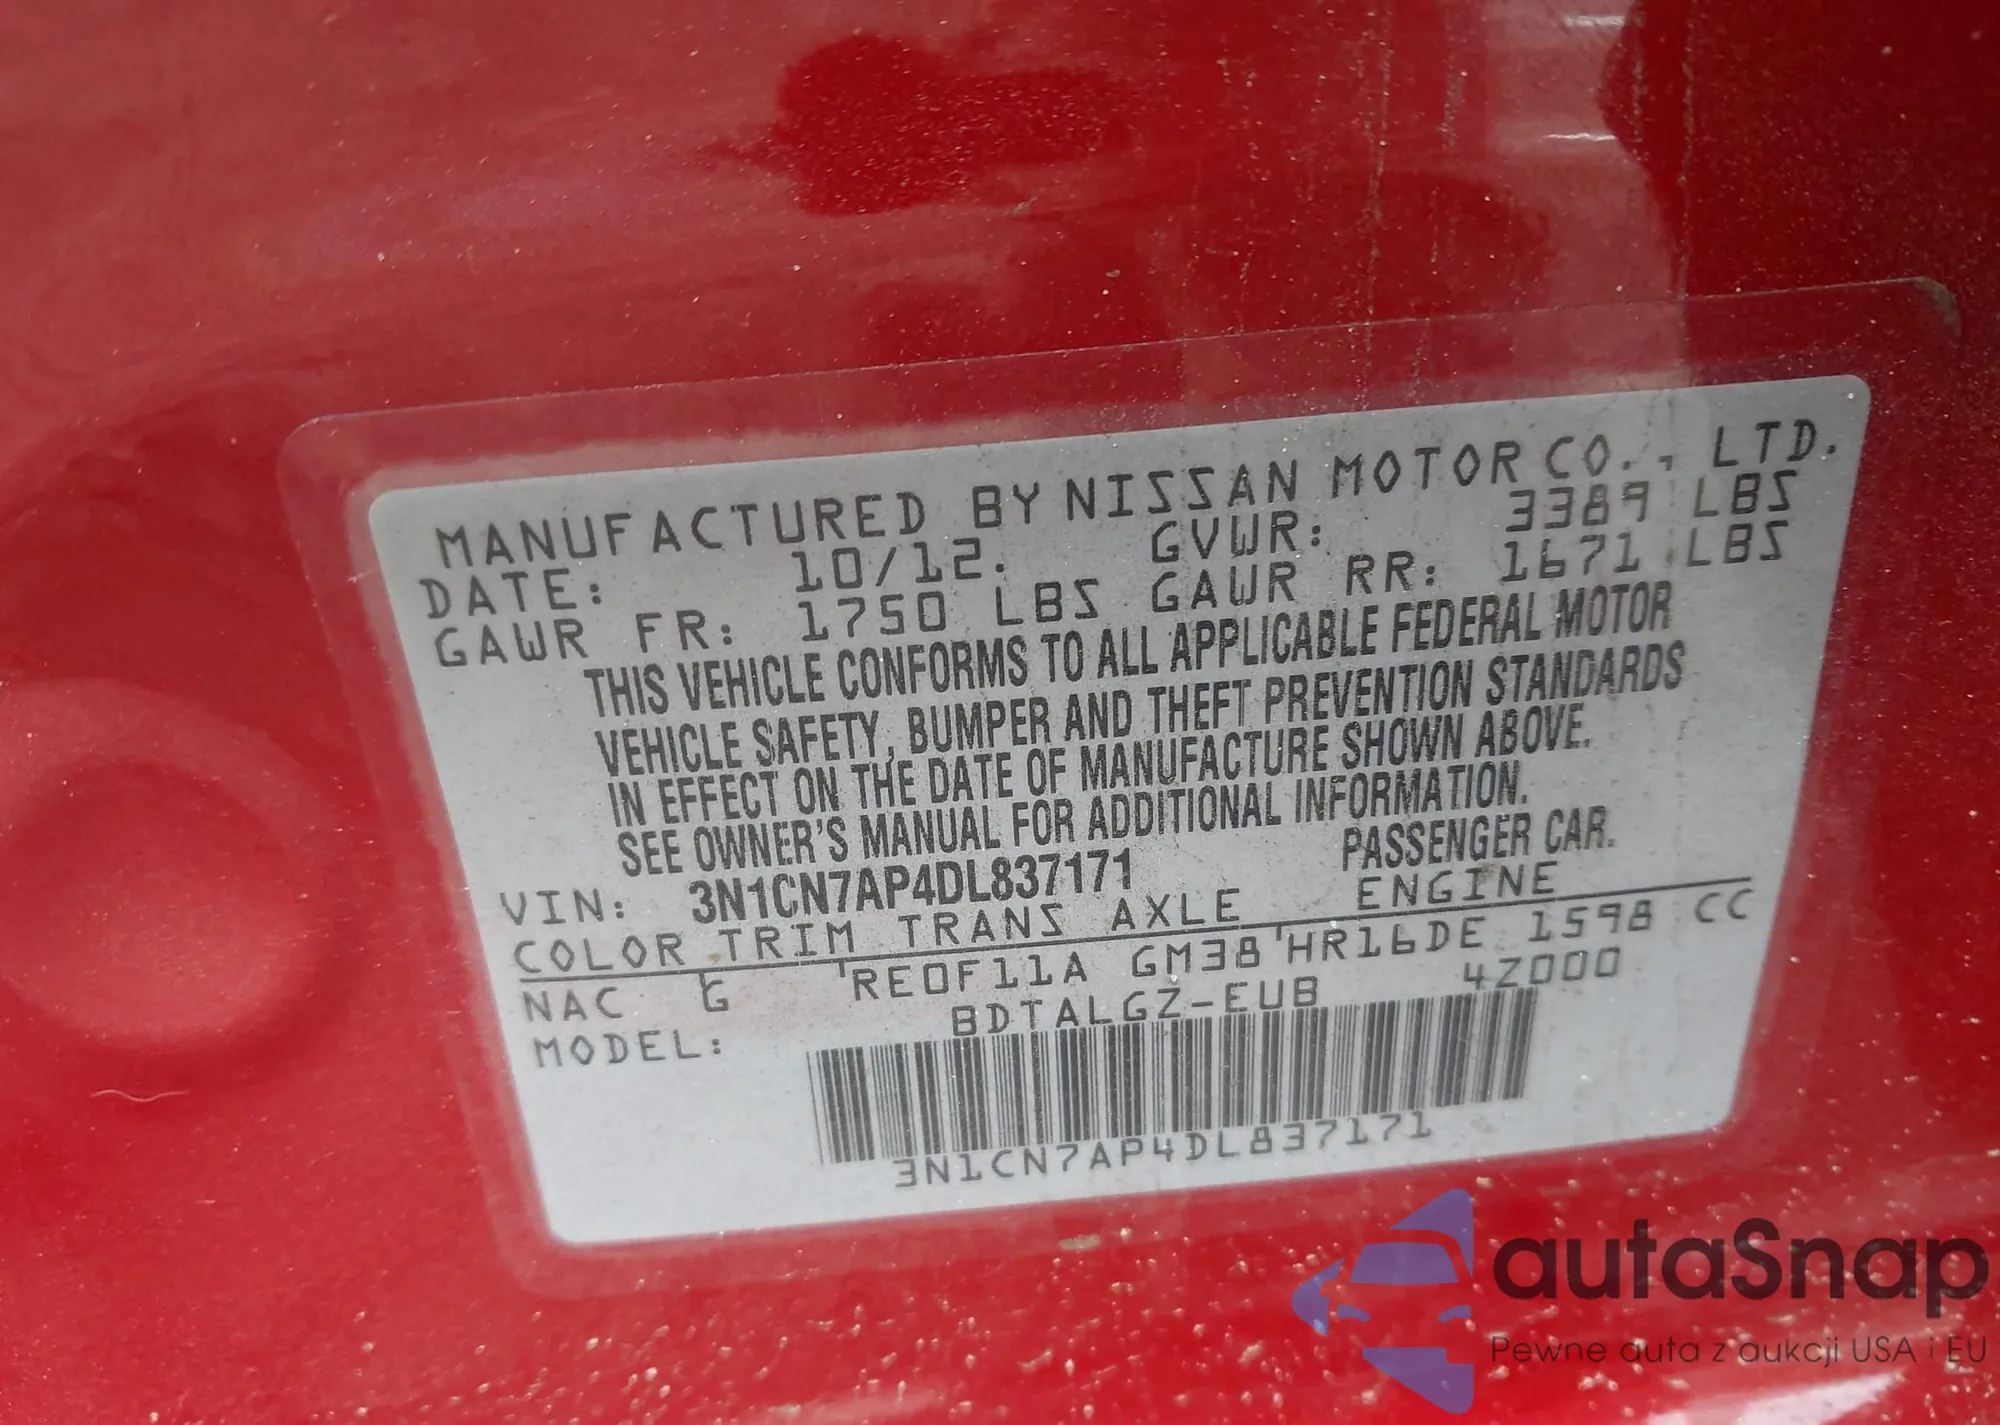 MANUFACTURED BY NISSAN MOTOR CO., LTD.
DATE: 10/12. GVWR: 3389 LBS
GAWR FR: 1750 LBS GAWR RR: 1671 LBS
THIS VEHICLE CONFORMS TO ALL APPLICABLE FEDERAL MOTOR
VEHICLE SAFETY, BUMPER AND THEFT PREVENTION STANDARDS
IN EFFECT ON THE DATE OF MANUFACTURE SHOWN ABOVE.
SEE OWNER'S MANUAL FOR ADDITIONAL INFORMATION.
VIN: 3N1CN7AP4DL837171 PASSENGER CAR.
COLOR TRIM TRANS AXLE ENGINE
NAC G RE0F11A GM38 HR16DE 1598 CC
MODEL: BDTALGZ-EUB 4Z000
3N1CN7AP4DL837171
autaSnap
Pewne auta z aukcji USA i EU